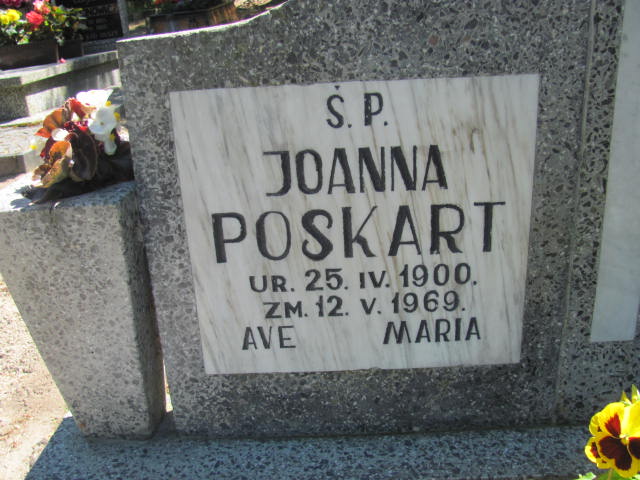 Ś.P.
JOANNA
POSKART
UR. 25. IV. 1900.
ZM. 12. V. 1969.
AVE MARIA